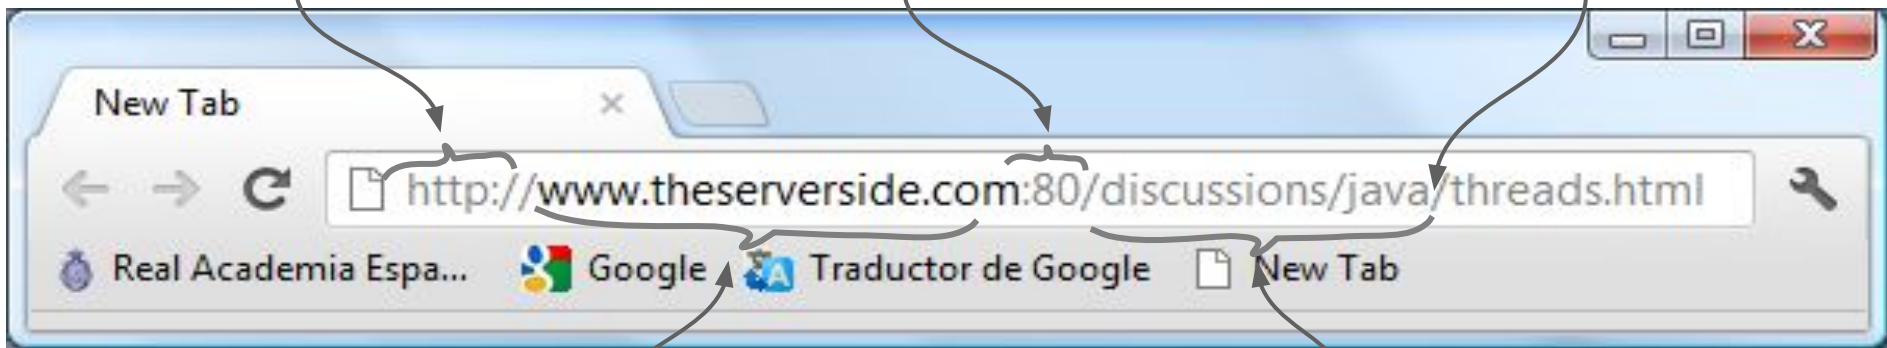 New Tab
http://www.theserverside.com:80/discussions/java/threads.html
Real Academia Espa... Google Traductor de Google New Tab